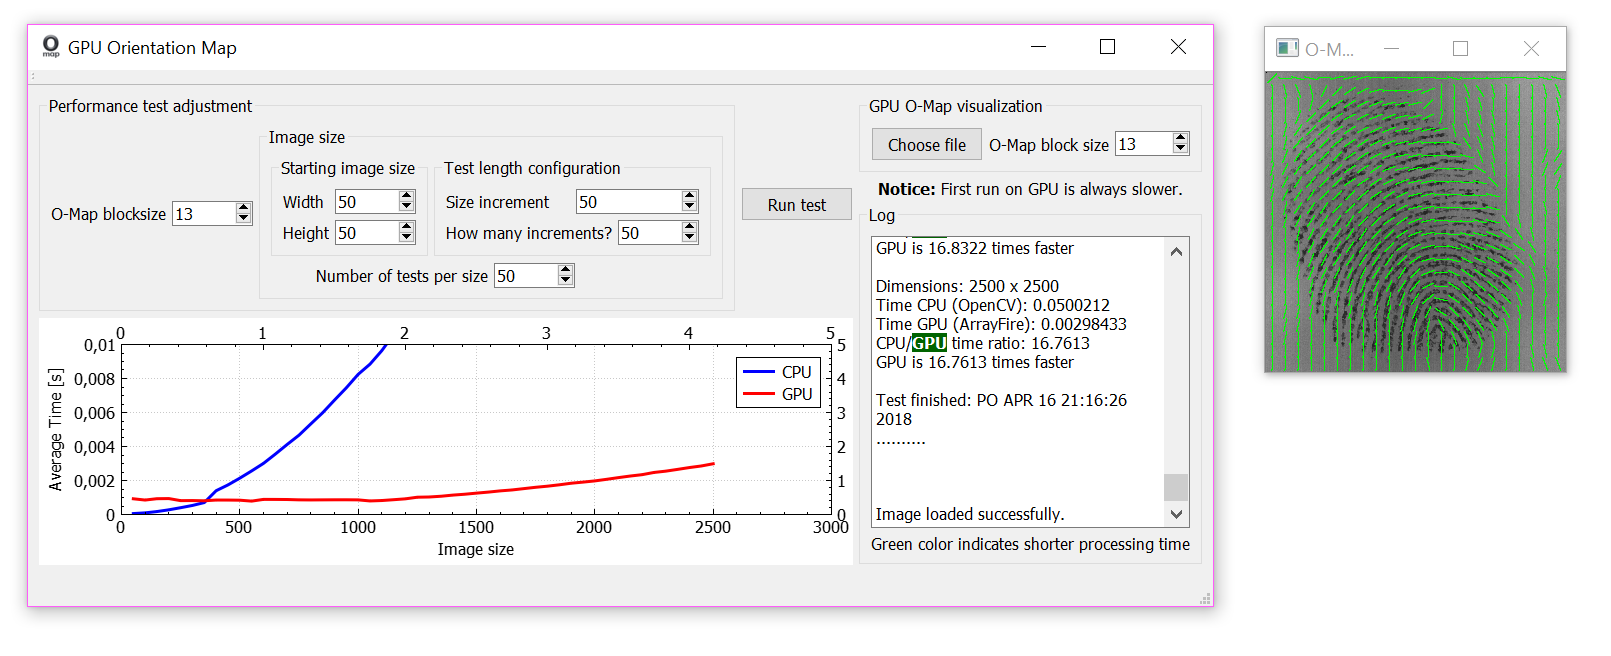 O
map
GPU Orientation Map
Performance test adjustment
Image size
Starting image size
Test length configuration
O-Map blocksize 13
Width 50
Size increment 50
Height 50
How many increments? 50
Number of tests per size 50
Run test
0 1 2 3 4 5
0,01
0,008
0,006
0,004
0,002
0
Average Time [s]
5
4
3
2
1
0
CPU
GPU
0 500 1000 1500 2000 2500 3000
Image size
GPU O-Map visualization
Choose file
O-Map block size 13
Notice: First run on GPU is always slower.
Log
GPU is 16.8322 times faster
Dimensions: 2500 x 2500
Time CPU (OpenCV): 0.0500212
Time GPU (ArrayFire): 0.00298433
CPU/GPU time ratio: 16.7613
GPU is 16.7613 times faster
Test finished: PO APR 16 21:16:26
2018
..........
Image loaded successfully.
Green color indicates shorter processing time
O-M...